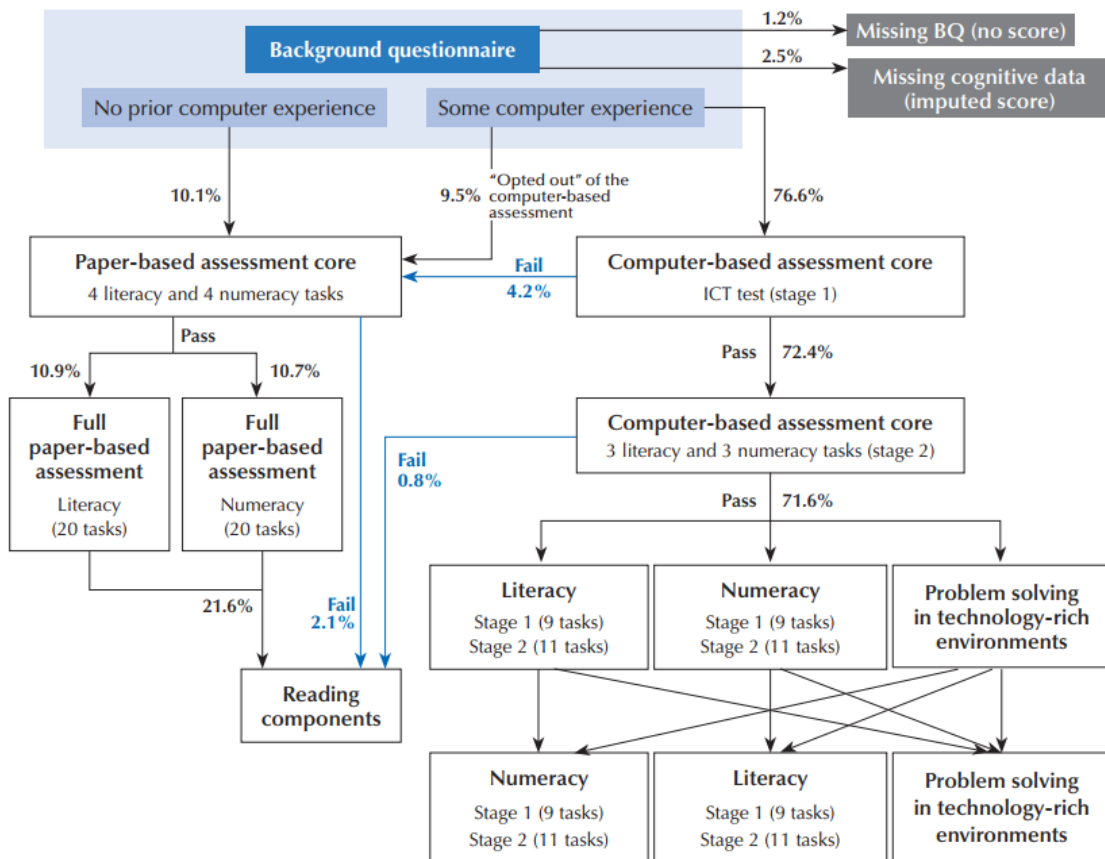 1.2%
Missing BQ (no score)
Background questionnaire
2.5%
Missing cognitive data
(imputed score)
No prior computer experience
Some computer experience
10.1%
9.5%
"Opted out" of the
computer-based
assessment
76.6%
Paper-based assessment core
4 literacy and 4 numeracy tasks
Fail
4.2%
Computer-based assessment core
ICT test (stage 1)
Pass
10.9%
10.7%
Pass
72.4%
Full
paper-based
assessment
Literacy
(20 tasks)
Full
paper-based
assessment
Numeracy
(20 tasks)
Computer-based assessment core
3 literacy and 3 numeracy tasks (stage 2)
Fail
0.8%
Pass
71.6%
21.6%
Fail
2.1%
Reading
components
Literacy
Stage 1 (9 tasks)
Stage 2 (11 tasks)
Numeracy
Stage 1 (9 tasks)
Stage 2 (11 tasks)
Problem solving
in technology-rich
environments
Numeracy
Stage 1 (9 tasks)
Stage 2 (11 tasks)
Literacy
Stage 1 (9 tasks)
Stage 2 (11 tasks)
Problem solving
in technology-rich
environments